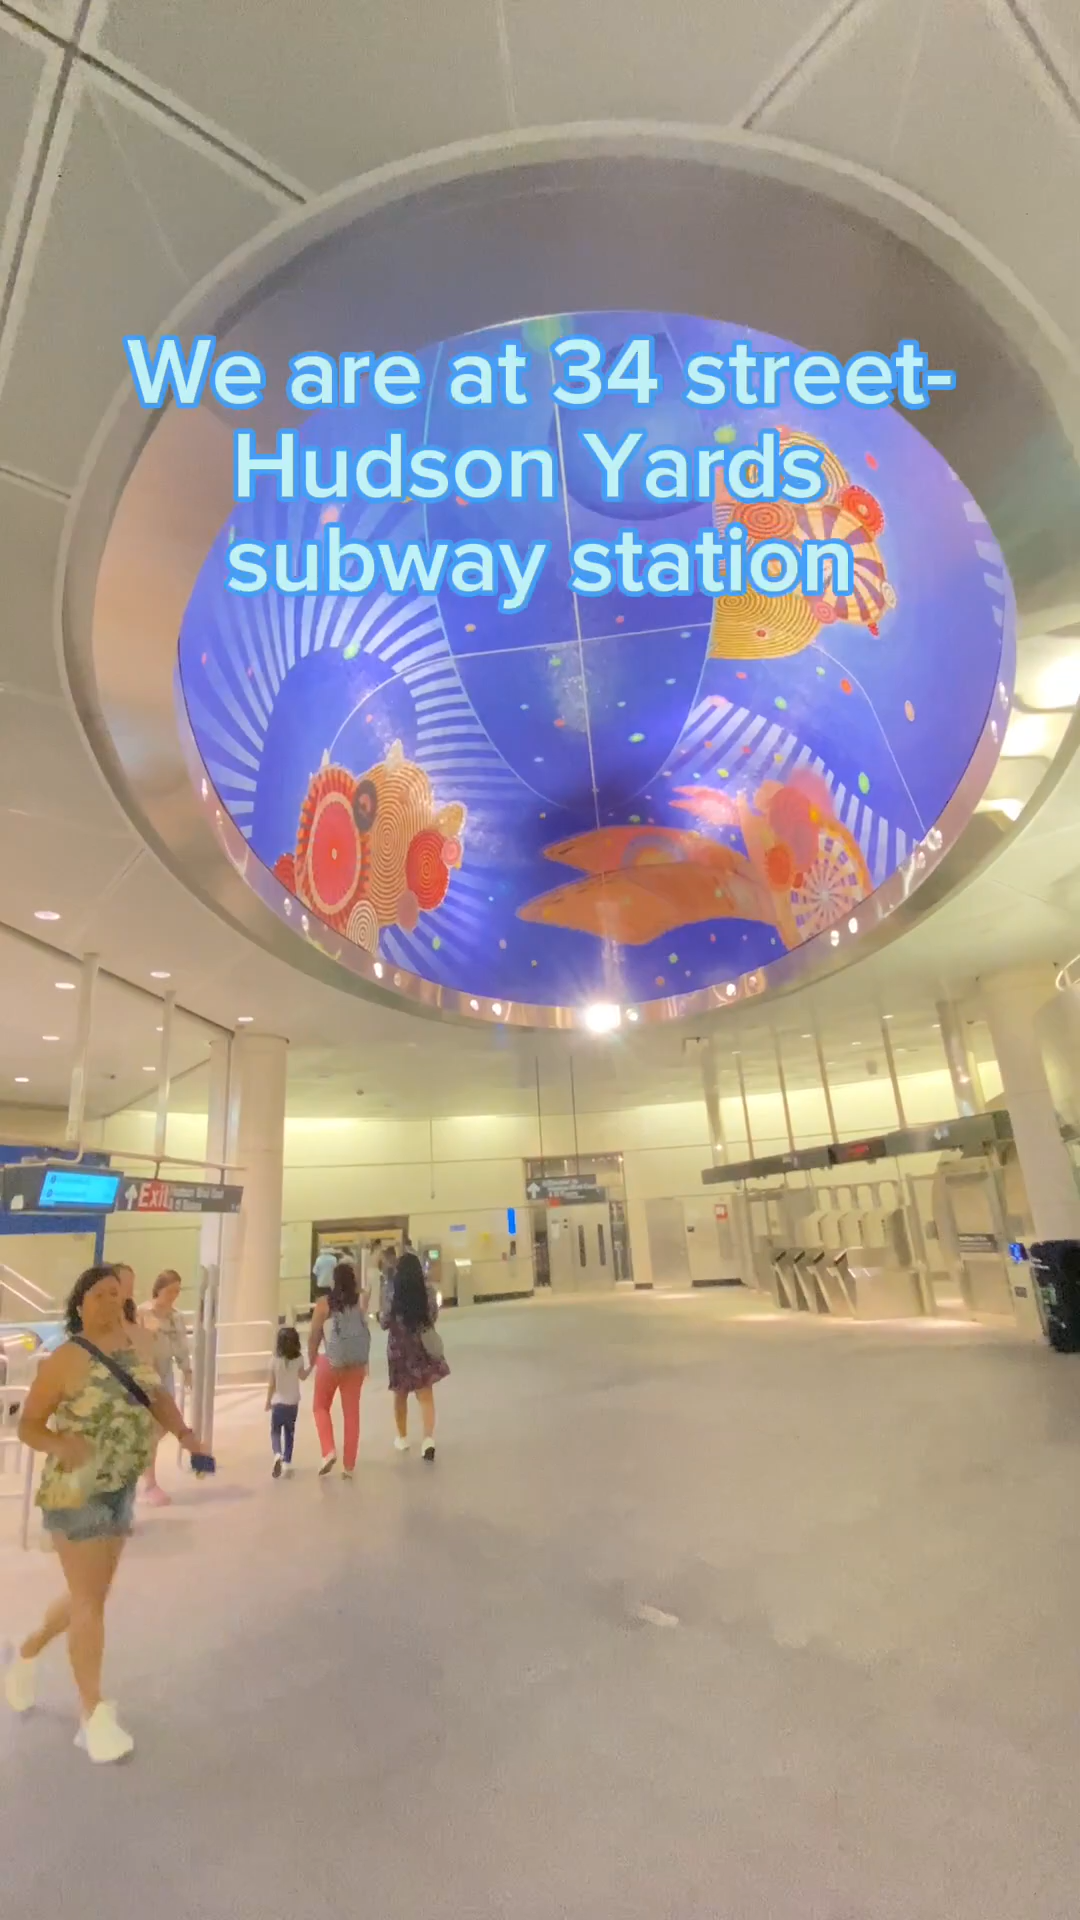 We are at 34 street-
Hudson Yards
subway station
Exit